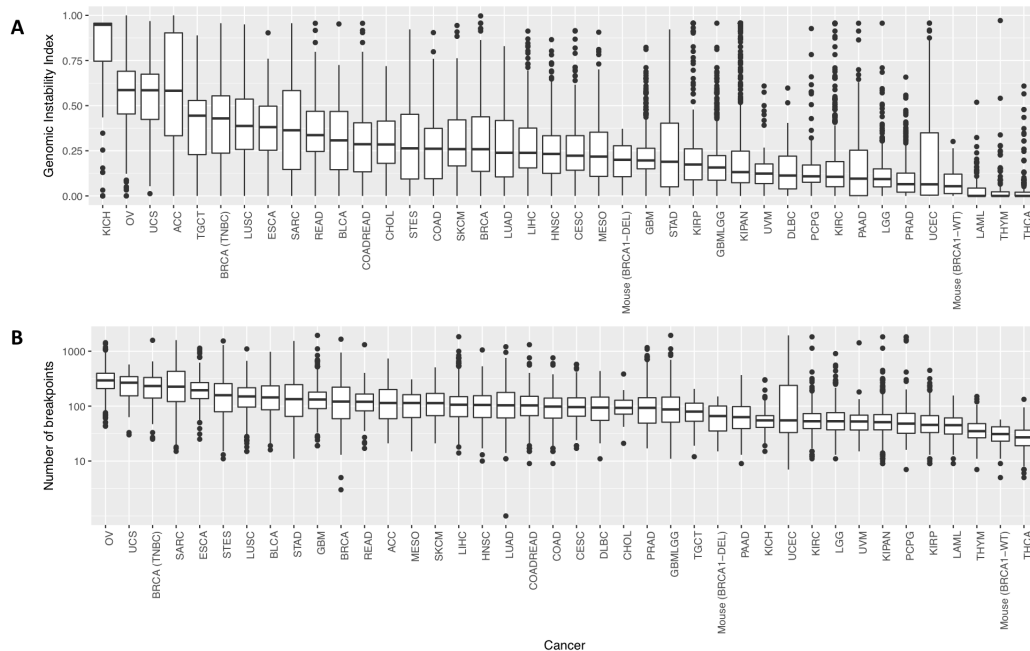 A
Genomic Instability Index
1.00
0.75
0.50
0.25
0.00
KICH
OV
UCS
ACC
TGCT
BRCA (TNBC)
LUSC
ESCA
SARC
READ
BLCA
COADREAD
CHOL
STES
COAD
SKCM
BRCA
LUAD
LIHC
HNSC
CESC
MESO
Mouse (BRCA1−DEL)
GBM
STAD
KIRP
GBMLGG
KIPAN
UVM
DLBC
PCPG
KIRC
PAAD
LGG
PRAD
UCEC
Mouse (BRCA1−WT)
LAML
THYM
THCA
B
Number of breakpoints
1000
100
10
OV
UCS
BRCA (TNBC)
SARC
ESCA
STES
LUSC
BLCA
STAD
GBM
BRCA
READ
ACC
MESO
SKCM
LIHC
HNSC
LUAD
COADREAD
COAD
CESC
DLBC
CHOL
PRAD
GBMLGG
TGCT
Mouse (BRCA1−DEL)
PAAD
KICH
UCEC
KIRC
LGG
UVM
KIPAN
PCPG
KIRP
LAML
THYM
Mouse (BRCA1−WT)
THCA
Cancer